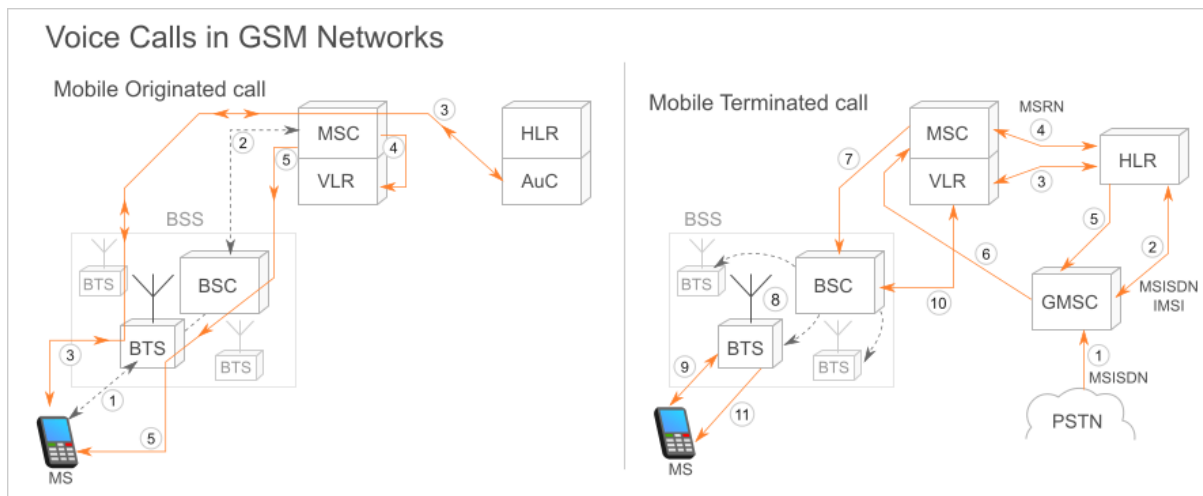 Voice Calls in GSM Networks
Mobile Originated call
3
MSC
HLR
2
4
5
VLR
AuC
BSS
BTS
BSC
BTS
3
BTS
1
5
MS
Mobile Terminated call
MSRN
MSC
4
7
HLR
VLR
3
BSS
5
6
2
BTS
BSC
8
10
GMSC
MSISDN
IMSI
BTS
BTS
9
1
MSISDN
11
PSTN
MS